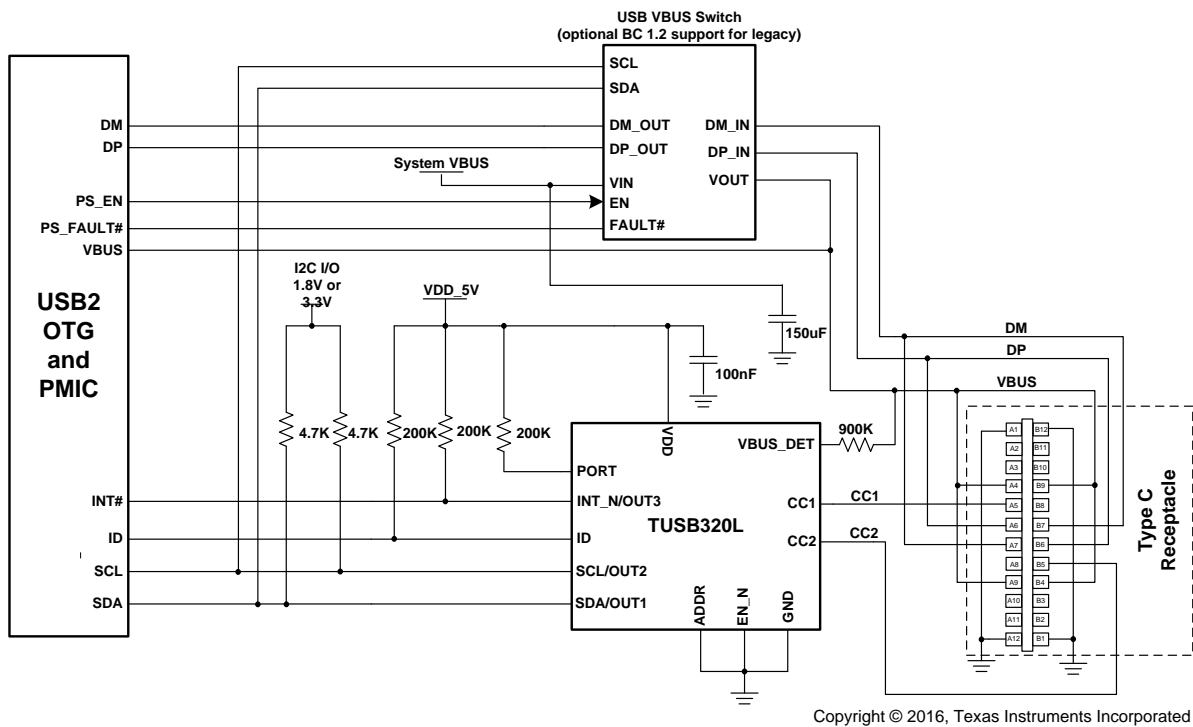 USB VBUS Switch
(optional BC 1.2 support for legacy)
SCL
SDA
DM
DM_OUT
DM_IN
DP
DP_OUT
DP_IN
System VBUS
VIN
VOUT
PS_EN
EN
PS_FAULT#
FAULT#
VBUS
I2C I/O
1.8V or
3.3V
VDD_5V
USB2
OTG
and
PMIC
150uF
100nF
DM
DP
VBUS
4.7K
4.7K
200K
200K
200K
VDD
VBUS_DET
900K
PORT
INT#
INT_N/OUT3
CC1
CC1
TUSB320L
ID
ID
CC2
CC2
SCL
SCL/OUT2
SDA
SDA/OUT1
ADDR
EN_N
GND
A1
B12
A2
B11
A3
B10
A4
B9
A5
B8
A6
B7
A7
B6
A8
B5
A9
B4
A10
B3
A11
B2
A12
B1
Type C
Receptacle
Copyright © 2016, Texas Instruments Incorporated